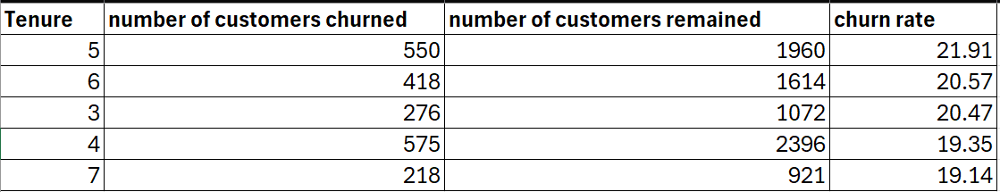 Tenure number of customers churned number of customers remained churn rate
5 550 1960 21.91
6 418 1614 20.57
3 276 1072 20.47
4 575 2396 19.35
7 218 921 19.14